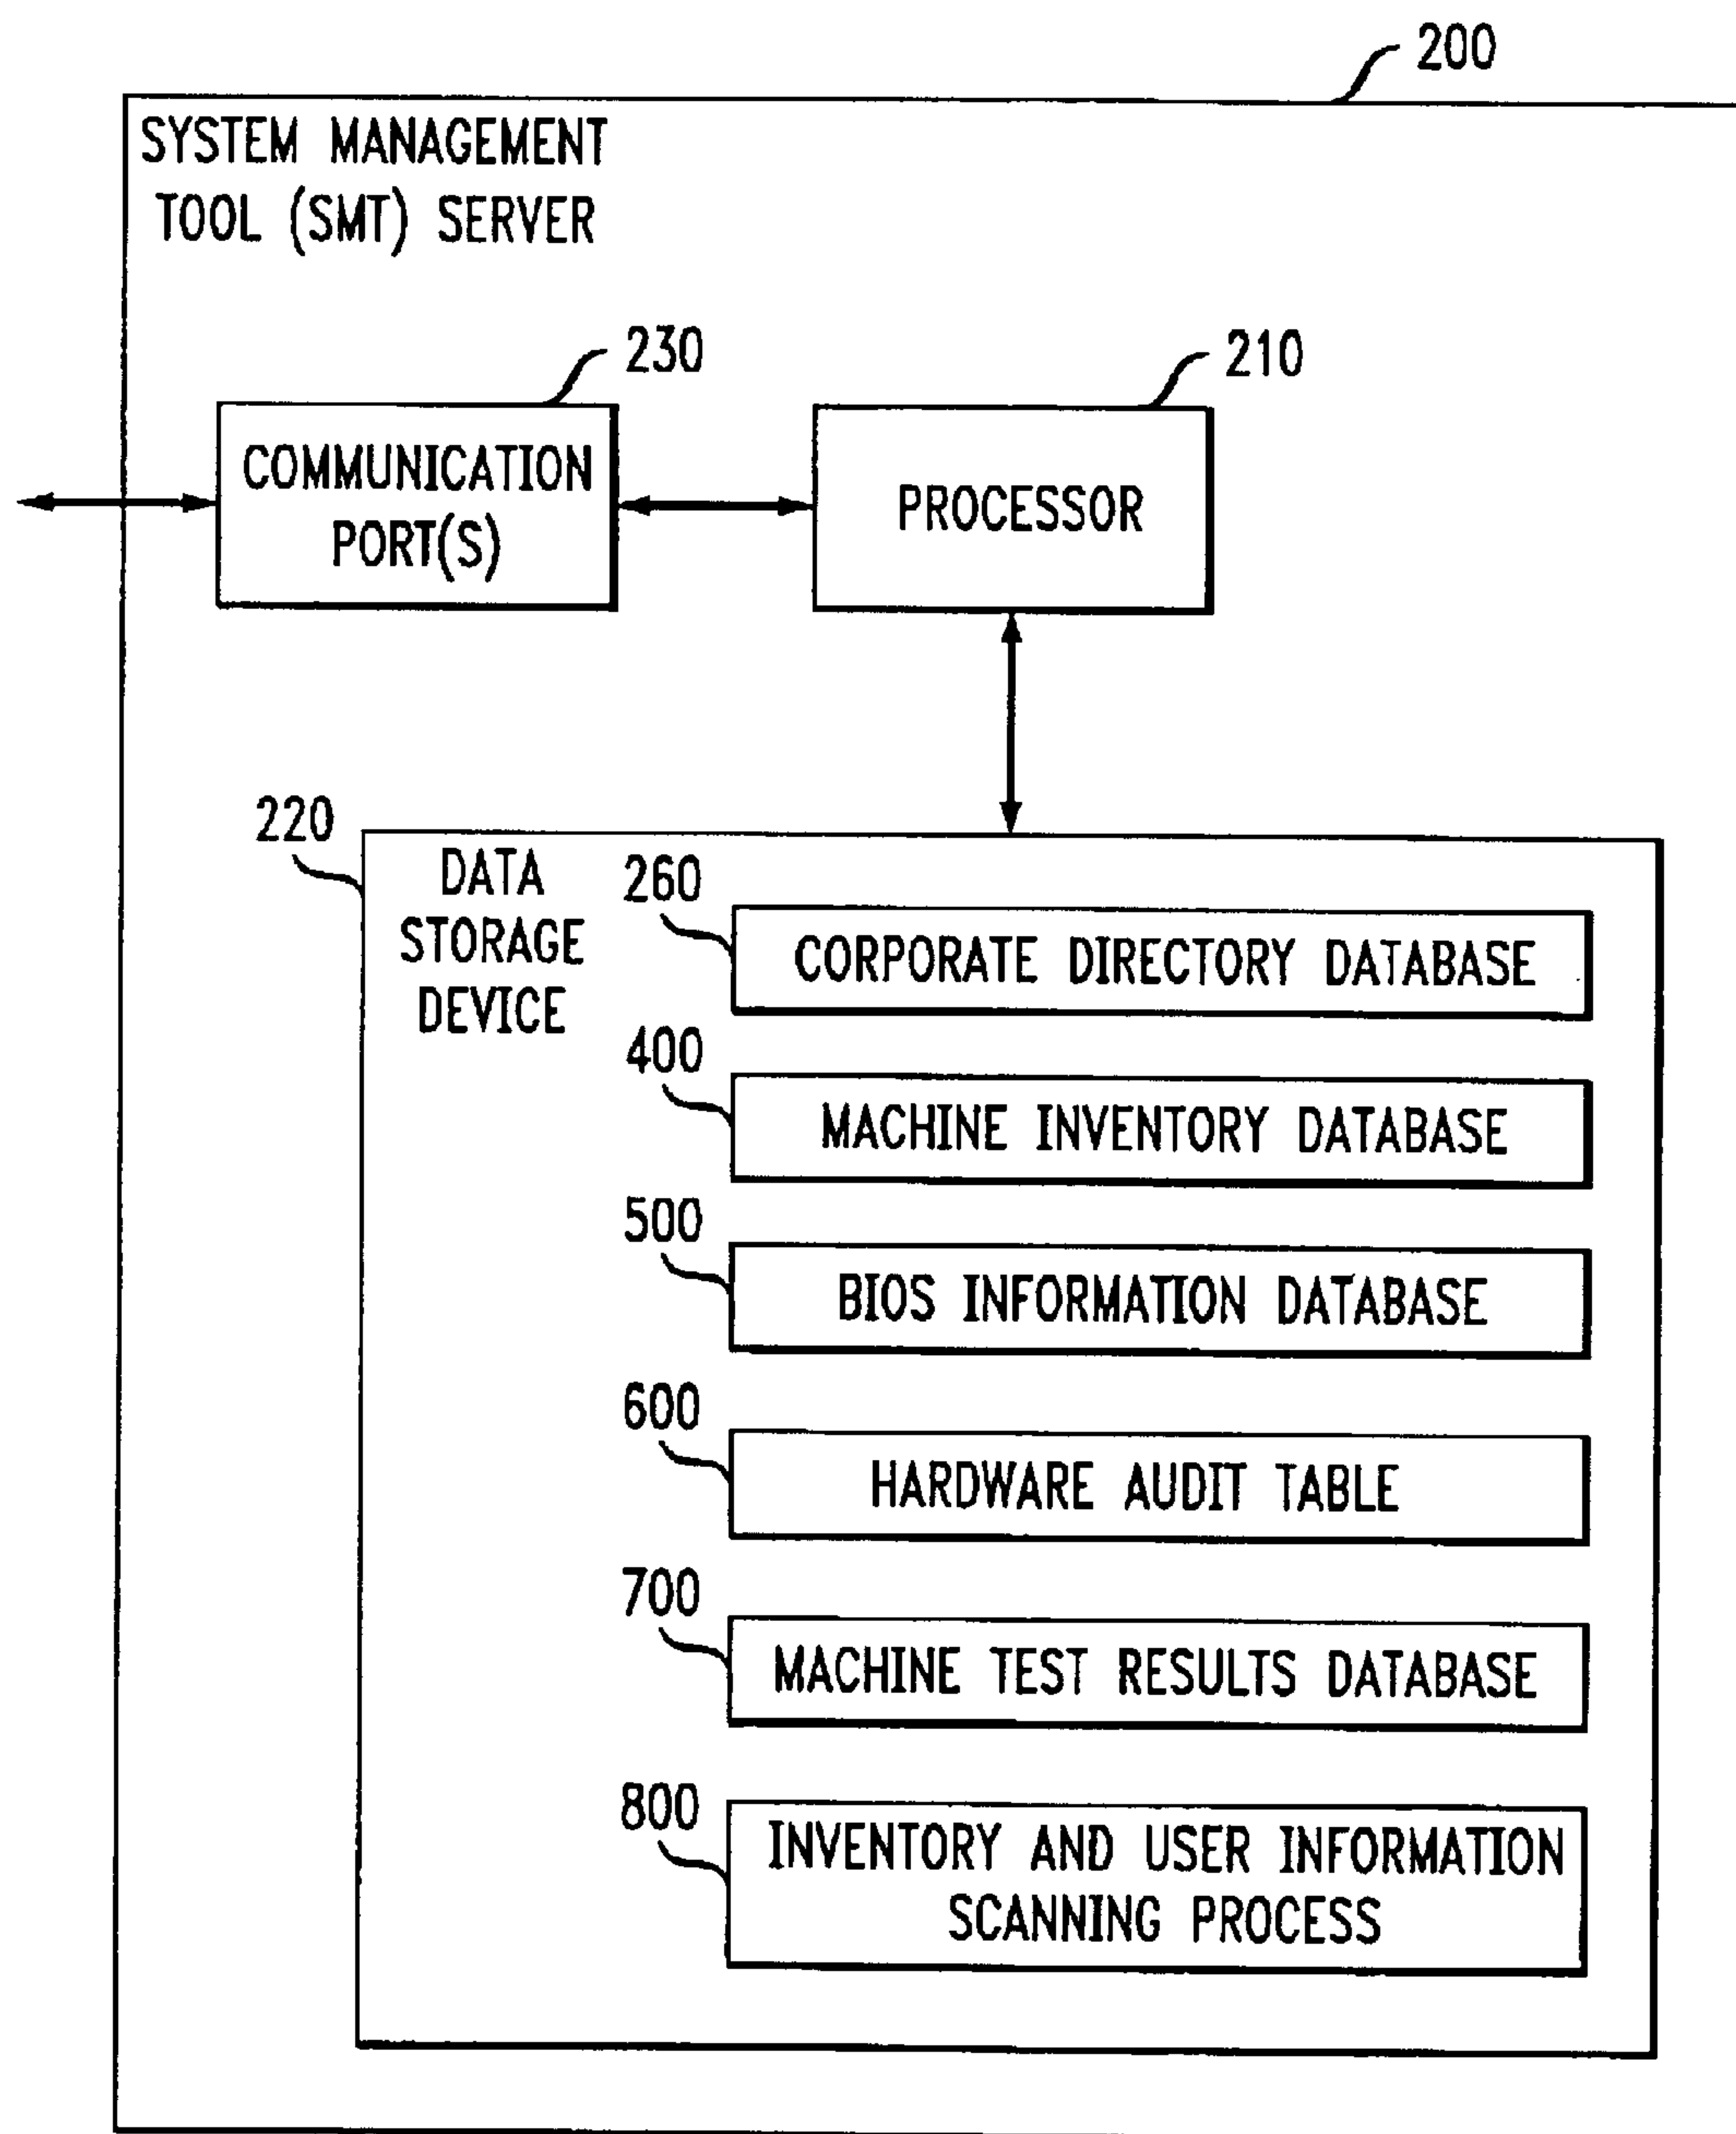 200
SYSTEM MANAGEMENT
TOOL (SMT) SERVER
230
210
COMMUNICATION
PORT(S)
PROCESSOR
220
DATA
STORAGE
DEVICE
260
CORPORATE DIRECTORY DATABASE
400
MACHINE INVENTORY DATABASE
500
BIOS INFORMATION DATABASE
600
HARDWARE AUDIT TABLE
700
MACHINE TEST RESULTS DATABASE
800
INVENTORY AND USER INFORMATION
SCANNING PROCESS